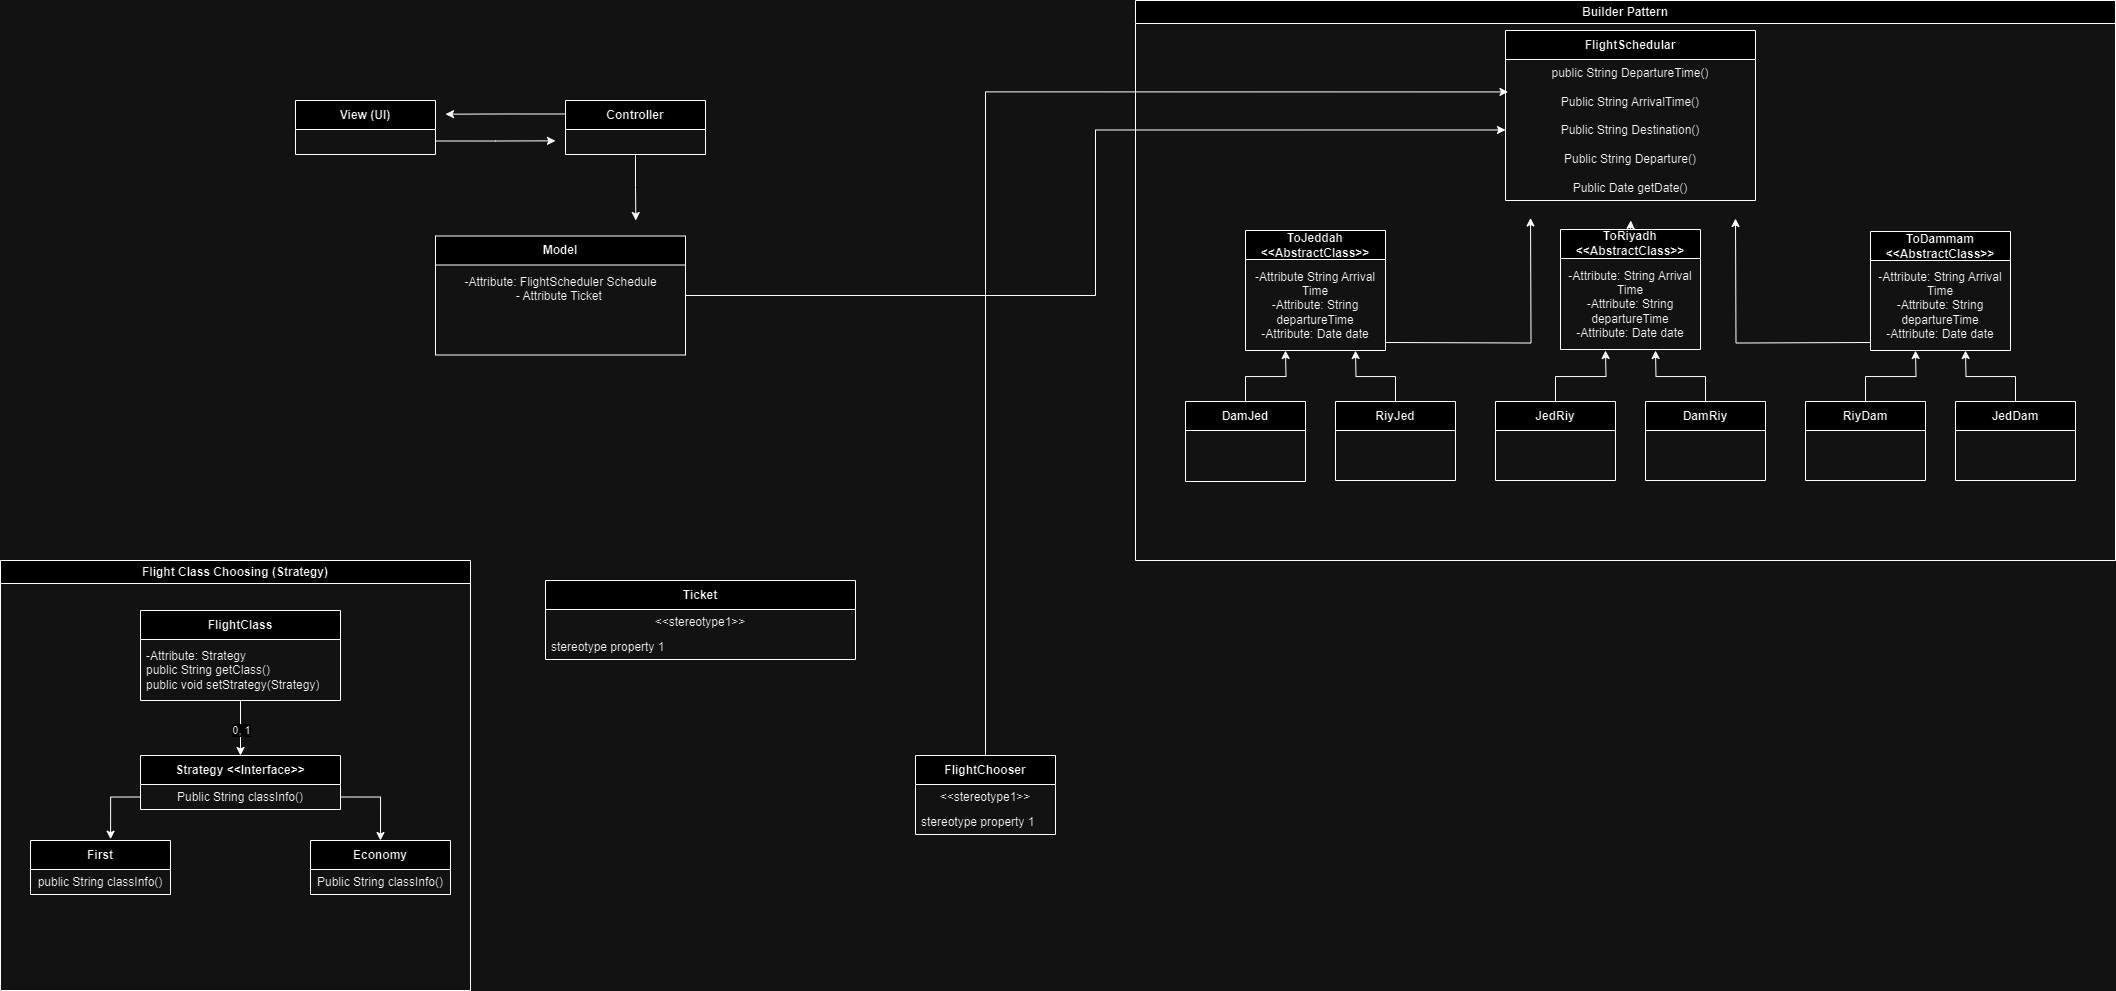 Builder Pattern
FlightSchedular
public String DepartureTime()
Public String ArrivalTime()
Public String Destination()
Public String Departure()
Public Date getDate()
View (UI)
Controller
Model
-Attribute: FlightScheduler Schedule
- Attribute Ticket
ToJeddah
<<AbstractClass>>
-Attribute String Arrival
Time
-Attribute: String
departureTime
-Attribute: Date date
ToRiyadh
<<AbstractClass>>
-Attribute: String Arrival
Time
-Attribute: String
departureTime
-Attribute: Date date
ToDammam
<<AbstractClass>>
-Attribute: String Arrival
Time
-Attribute: String
departureTime
-Attribute: Date date
DamJed
RiyJed
JedRiy
DamRiy
RiyDam
JedDam
Flight Class Choosing (Strategy)
FlightClass
-Attribute: Strategy
public String getClass()
public void setStrategy(Strategy)
0, 1
Strategy <<Interface>>
Public String classInfo()
First
public String classInfo()
Economy
Public String classInfo()
Ticket
<<stereotype1>>
stereotype property 1
FlightChooser
<<stereotype1>>
stereotype property 1